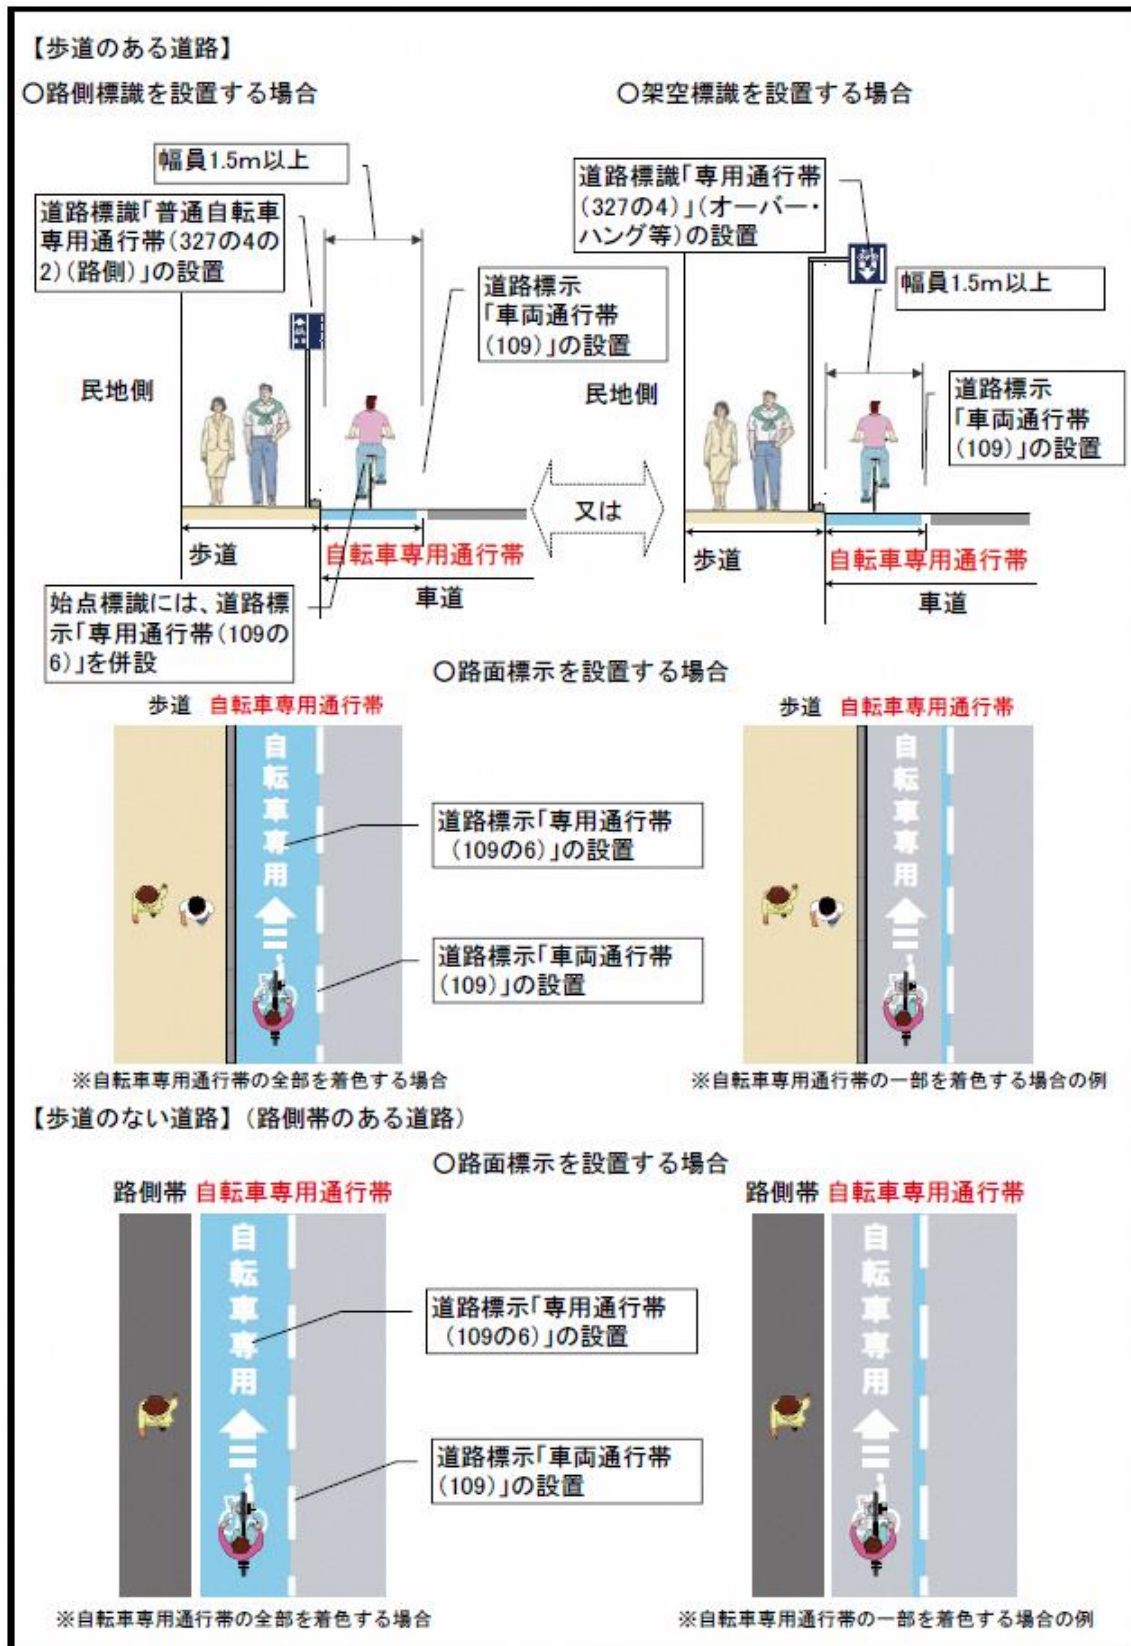 【歩道のある道路】
○路側標識を設置する場合
○架空標識を設置する場合
幅員1.5m以上
道路標識「普通自転車
専用通行帯(327の4の
2)(路側)」の設置
道路標示
「車両通行帯
(109)」の設置
民地側
歩道
自転車専用通行帯
車道
始点標識には、道路標
示「専用通行帯(109の
6)」を併設
又は
道路標識「専用通行帯
(327の4)」(オーバー・
ハング等)の設置
幅員1.5m以上
民地側
道路標示
「車両通行帯
(109)」の設置
歩道
自転車専用通行帯
車道
○路面標示を設置する場合
歩道 自転車専用通行帯
自転車専用
道路標示「専用通行帯
(109の6)」の設置
道路標示「車両通行帯
(109)」の設置
※自転車専用通行帯の全部を着色する場合
歩道 自転車専用通行帯
自転車専用
※自転車専用通行帯の一部を着色する場合の例
【歩道のない道路】(路側帯のある道路)
○路面標示を設置する場合
路側帯 自転車専用通行帯
自転車専用
道路標示「専用通行帯
(109の6)」の設置
道路標示「車両通行帯
(109)」の設置
※自転車専用通行帯の全部を着色する場合
路側帯 自転車専用通行帯
自転車専用
※自転車専用通行帯の一部を着色する場合の例